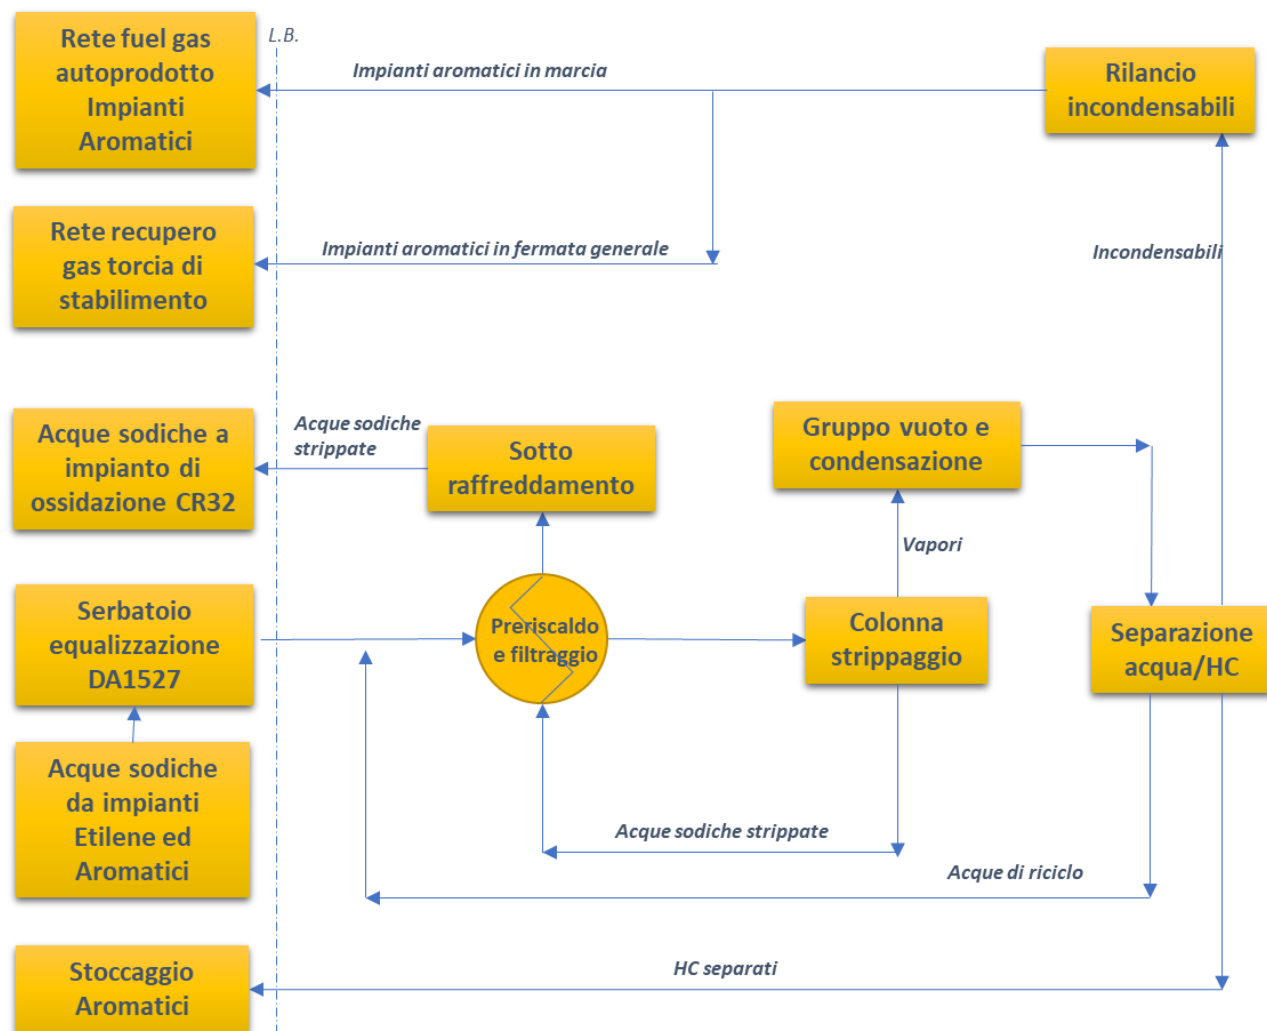 L.B.
Rete fuel gas
autoprodotto
Impianti
Aromatici
Impianti aromatici in marcia
Rilancio
incondensabili
Rete recupero
gas torcia di
stabilimento
Impianti aromatici in fermata generale
Incondensabili
Acque sodiche a
impianto di
ossidazione CR32
Acque sodiche
strippate
Sotto
raffreddamento
Gruppo vuoto e
condensazione
Vapori
Serbatoio
equalizzazione
DA1527
Preriscaldo
e filtraggio
Colonna
strippaggio
Separazione
acqua/HC
Acque sodiche
da impianti
Etilene ed
Aromatici
Acque sodiche strippate
Acque di riciclo
Stoccaggio
Aromatici
HC separati